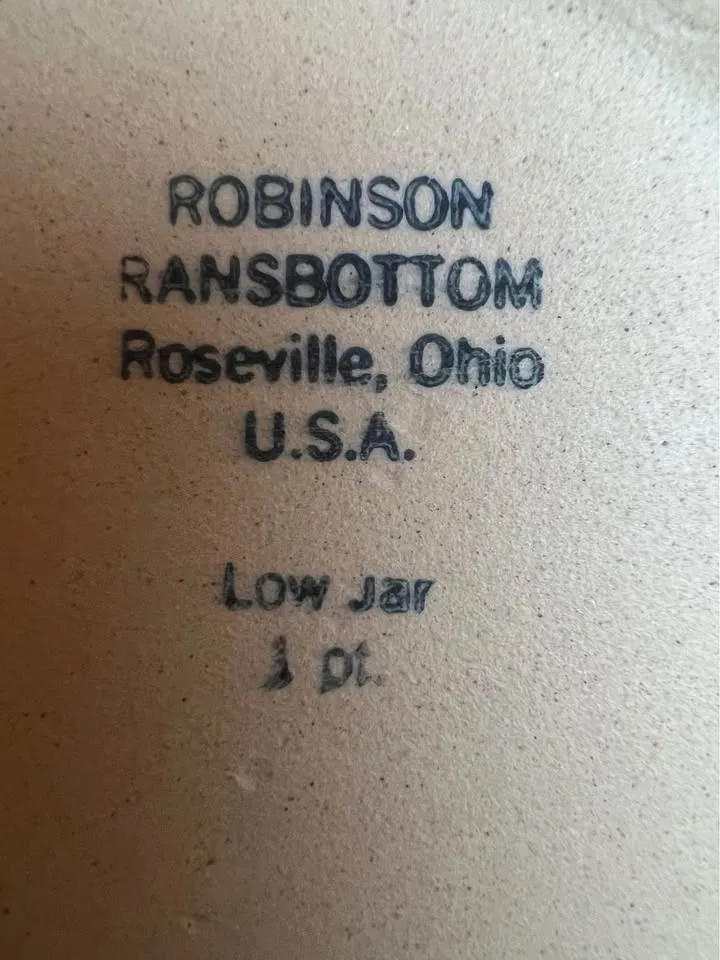 ROBINSON
RANSBOTTOM
Roseville, Ohio
U.S.A.
Low Jar
1 pt.